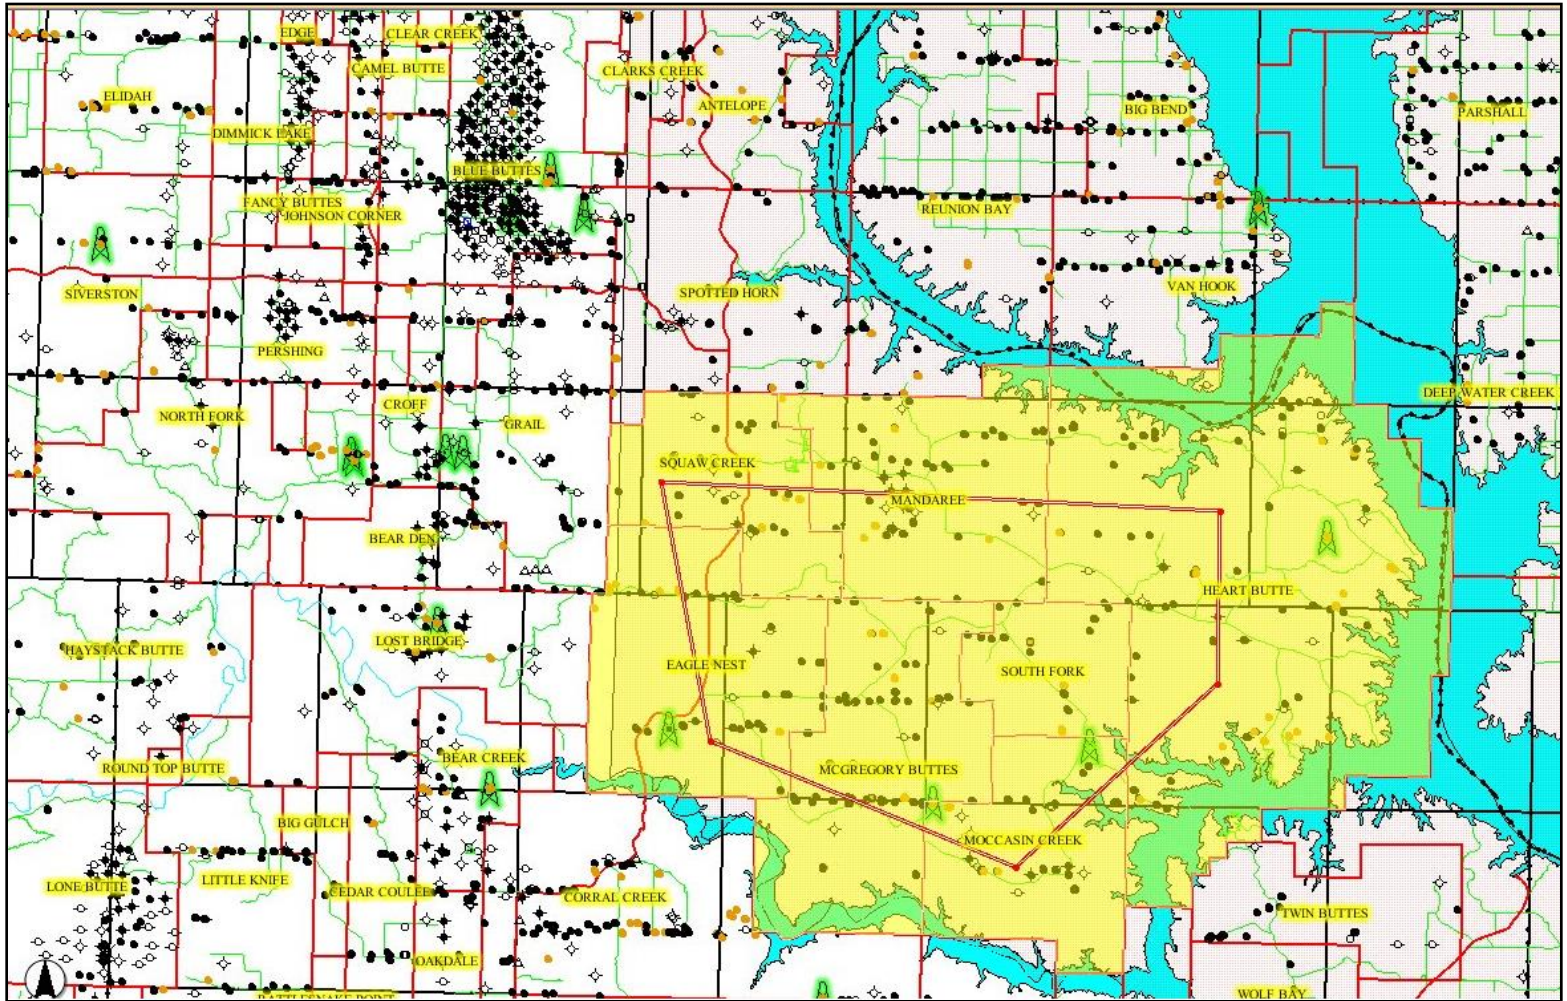 EDGE
CLEAR CREEK
CAMEL BUTTE
CLARKS CREEK
ELIDAH
ANTELOPE
BIG BEND
PARSHALL
DIMMICK LAKE
BLUE BUTTES
FANCY BUTTES
JOHNSON CORNER
REUNION BAY
SIVERSTON
SPOTTED HORN
VAN HOOK
PERSHING
NORTH FORK
CROFF
GRAIL
DEEP WATER CREEK
SQUAW CREEK
MANDAREE
BEAR DEN
HEART BUTTE
HAYSTACK BUTTE
LOST BRIDGE
EAGLE NEST
SOUTH FORK
ROUND TOP BUTTE
BEAR CREEK
MCGREGORY BUTTES
BIG GULCH
MOCCASIN CREEK
LONE BUTTE
LITTLE KNIFE
CEDAR COULEE
CORRAL CREEK
TWIN BUTTES
OAKDALE
RATTLESNAKE POINT
WOLF BAY